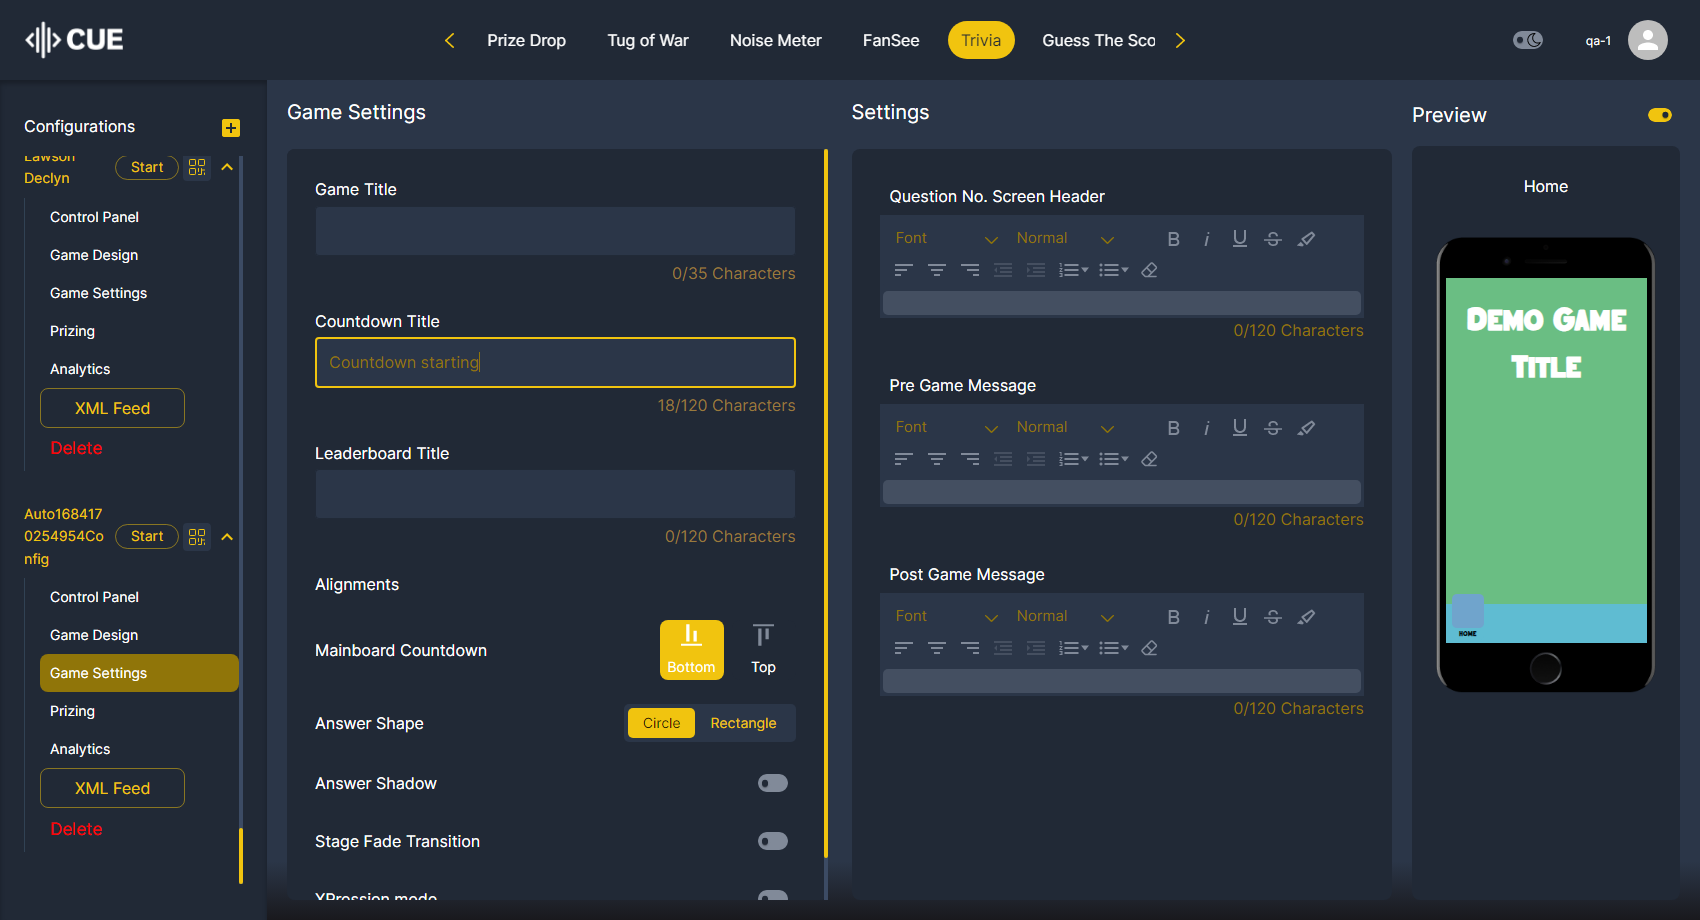 CUE
Prize Drop
Tug of War
Noise Meter
FanSee
Trivia
Guess The Sco
qa-1
Configurations
Lawson
Declyn
Start
Control Panel
Game Design
Game Settings
Prizing
Analytics
XML Feed
Delete
Auto168417
0254954Co
nfig
Start
Control Panel
Game Design
Game Settings
Prizing
Analytics
XML Feed
Delete
Game Settings
Game Title
0/35 Characters
Countdown Title
Countdown starting
18/120 Characters
Leaderboard Title
0/120 Characters
Alignments
Mainboard Countdown
Bottom
Top
Answer Shape
Circle
Rectangle
Answer Shadow
Stage Fade Transition
XPression mode
Settings
Question No. Screen Header
Font
Normal
0/120 Characters
Pre Game Message
Font
Normal
0/120 Characters
Post Game Message
Font
Normal
0/120 Characters
Preview
Home
DEMO GAME
TITLE
HOME